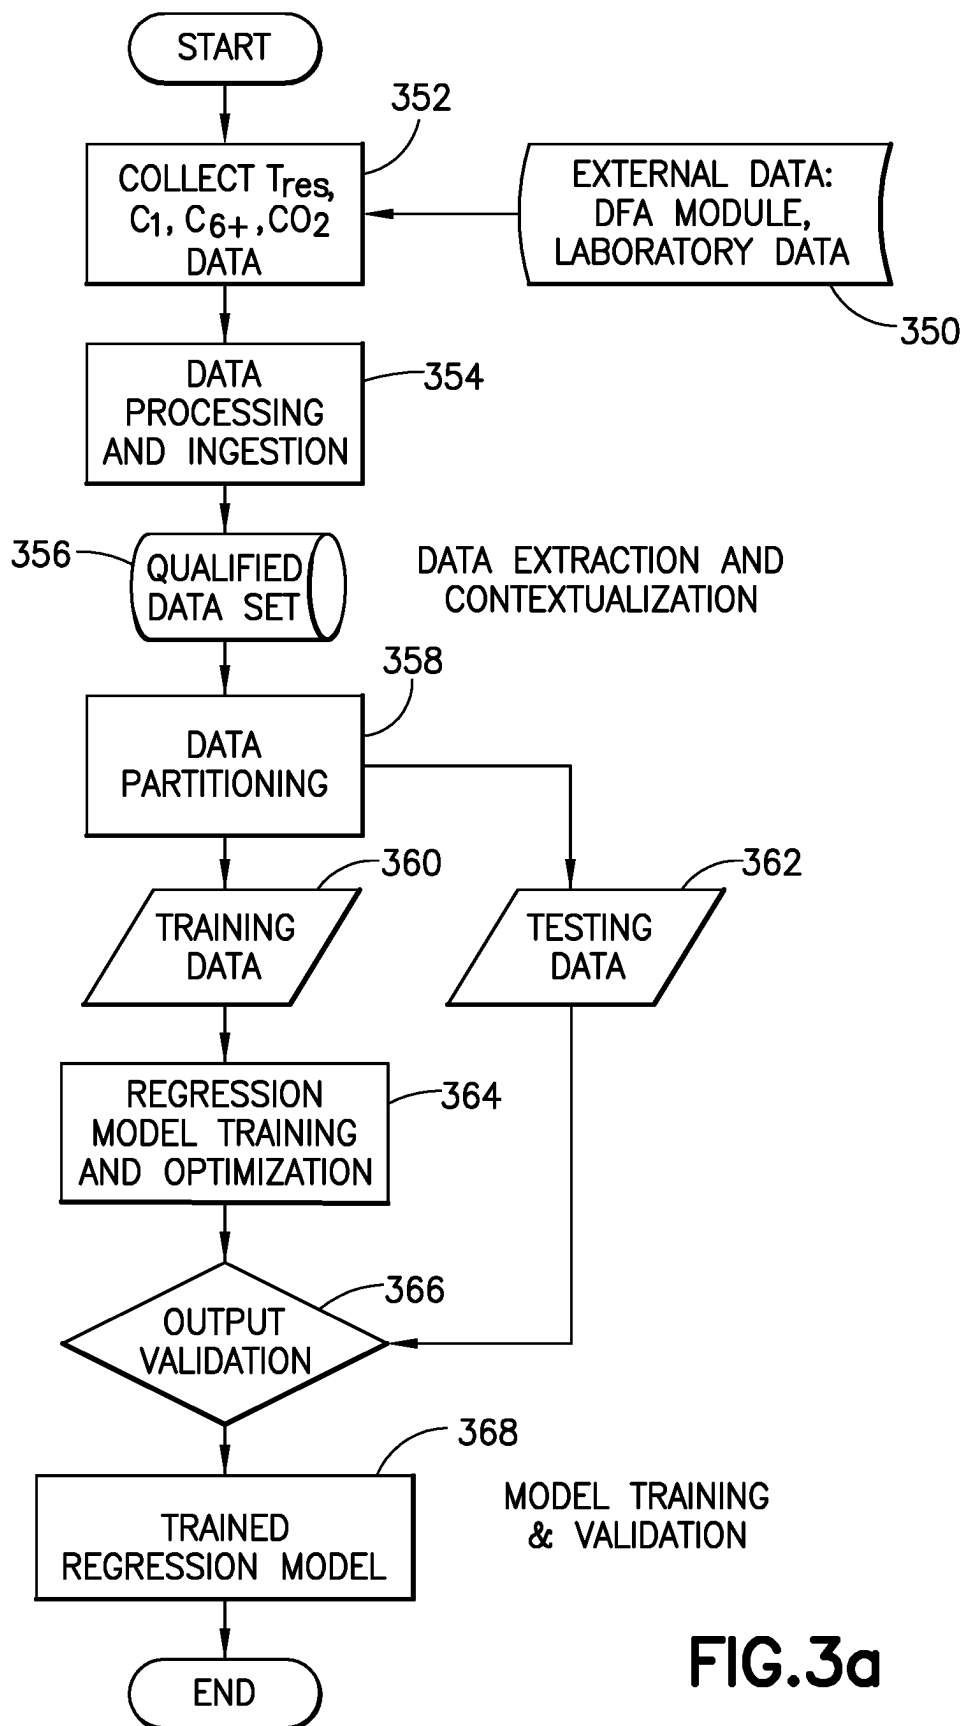 START
352
COLLECT Tres,
C1, C6+, CO2
DATA
EXTERNAL DATA:
DFA MODULE,
LABORATORY DATA
350
DATA
PROCESSING
AND INGESTION
354
356
QUALIFIED
DATA SET
DATA EXTRACTION AND
CONTEXTUALIZATION
358
DATA
PARTITIONING
360
TRAINING
DATA
362
TESTING
DATA
REGRESSION
MODEL TRAINING
AND OPTIMIZATION
364
366
OUTPUT
VALIDATION
368
TRAINED
REGRESSION MODEL
MODEL TRAINING
& VALIDATION
END
FIG.3a